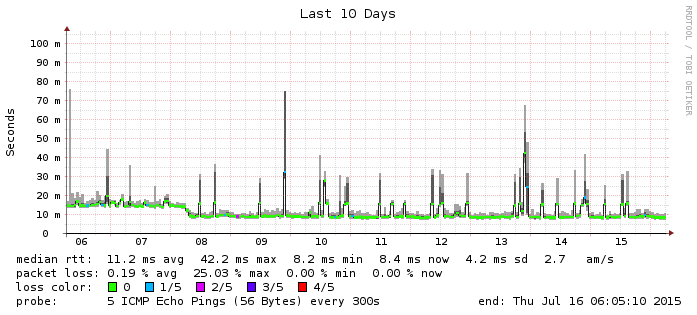 Last 10 Days
RRDTOOL / TOBI OETIKER
Seconds
100 m
90 m
80 m
70 m
60 m
50 m
40 m
30 m
20 m
10 m
0
06 07 08 09 10 11 12 13 14 15
median rtt: 11.2 ms avg 42.2 ms max 8.2 ms min 8.4 ms now 4.2 ms sd 2.7 am/s
packet loss: 0.19 % avg 25.03 % max 0.00 % min 0.00 % now
loss color: 0 1/5 2/5 3/5 4/5
probe: 5 ICMP Echo Pings (56 Bytes) every 300s end: Thu Jul 16 06:05:10 2015